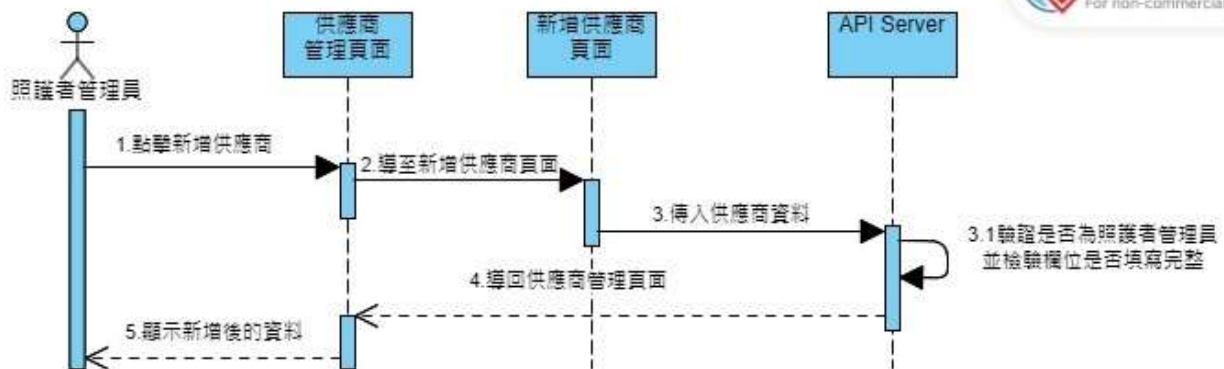 For non-commercial
供應商
管理頁面
新增供應商
頁面
API Server
照護者管理員
1.點擊新增供應商
2.導至新增供應商頁面
3.傳入供應商資料
3.1驗證是否為照護者管理員
並檢驗欄位是否填寫完整
4.導回供應商管理頁面
5.顯示新增後的資料